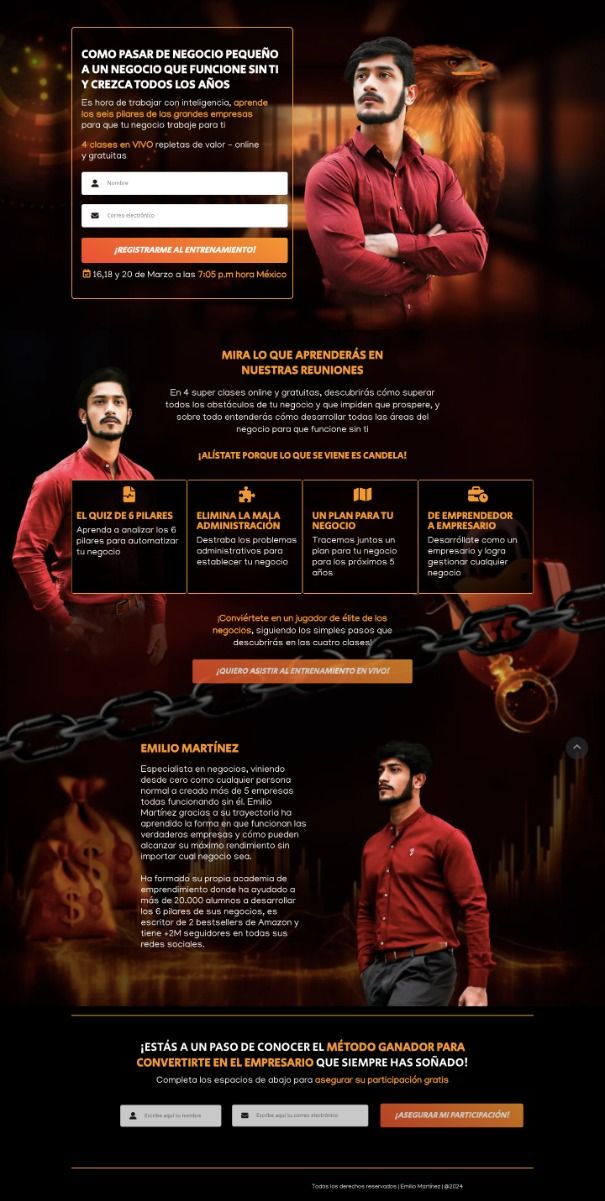 COMO PASAR DE NEGOCIO PEQUEÑO
A UN NEGOCIO QUE FUNCIONE SIN TI
Y CREZCA TODOS LOS AÑOS
Es hora de trabajar con inteligencia, aprende
los seis pilares de las grandes empresas
para que tu negocio trabaje para ti
4 clases en VIVO repletas de valor - online
y gratuitas
Nombre
Correo electrónico
¡REGISTRARME AL ENTRENAMIENTO!
16,18 y 20 de Marzo a las 7:05 p.m hora México
MIRA LO QUE APRENDERÁS EN
NUESTRAS REUNIONES
En 4 super clases online y gratuitas, descubrirás cómo superar
todos los obstáculos de tu negocio y que impiden que prospere, y
sobre todo entenderás cómo desarrollar todas las áreas del
negocio para que funcione sin ti
¡ALÍSTATE PORQUE LO QUE SE VIENE ES CANDELA!
EL QUIZ DE 6 PILARES
Aprenda a analizar los 6
pilares para automatizar
tu negocio
ELIMINA LA MALA
ADMINISTRACIÓN
Destraba los problemas
administrativos para
establecer tu negocio
UN PLAN PARA TU
NEGOCIO
Tracemos juntos un
plan para tu negocio
para los próximos 5
años
DE EMPRENDEDOR
A EMPRESARIO
Desarróllate como un
empresario y logra
gestionar cualquier
negocio
¡Conviértete en un jugador de élite de los
negocios, siguiendo los simples pasos que
descubrirás en las cuatro clases!
¡QUIERO ASISTIR AL ENTRENAMIENTO EN VIVO!
EMILIO MARTÍNEZ
Especialista en negocios, viniendo
desde cero como cualquier persona
normal a creado más de 5 empresas
todas funcionando sin él. Emilio
Martínez gracias a su trayectoria ha
aprendido la forma en que funcionan las
verdaderas empresas y cómo pueden
alcanzar su máximo rendimiento sin
importar cual negocio sea.
Ha formado su propia academia de
emprendimiento donde ha ayudado a
más de 20.000 alumnos a desarrollar
los 6 pilares de sus negocios, es
escritor de 2 bestsellers de Amazon y
tiene +2M seguidores en todas sus
redes sociales.
¡ESTÁS A UN PASO DE CONOCER EL MÉTODO GANADOR PARA
CONVERTIRTE EN EL EMPRESARIO QUE SIEMPRE HAS SOÑADO!
Completa los espacios de abajo para asegurar su participación gratis
Escribe aquí tu nombre
Escribe aquí tu correo electrónico
¡ASEGURAR MI PARTICIPACIÓN!
Todos los derechos reservados | Emilio Martínez | @2024